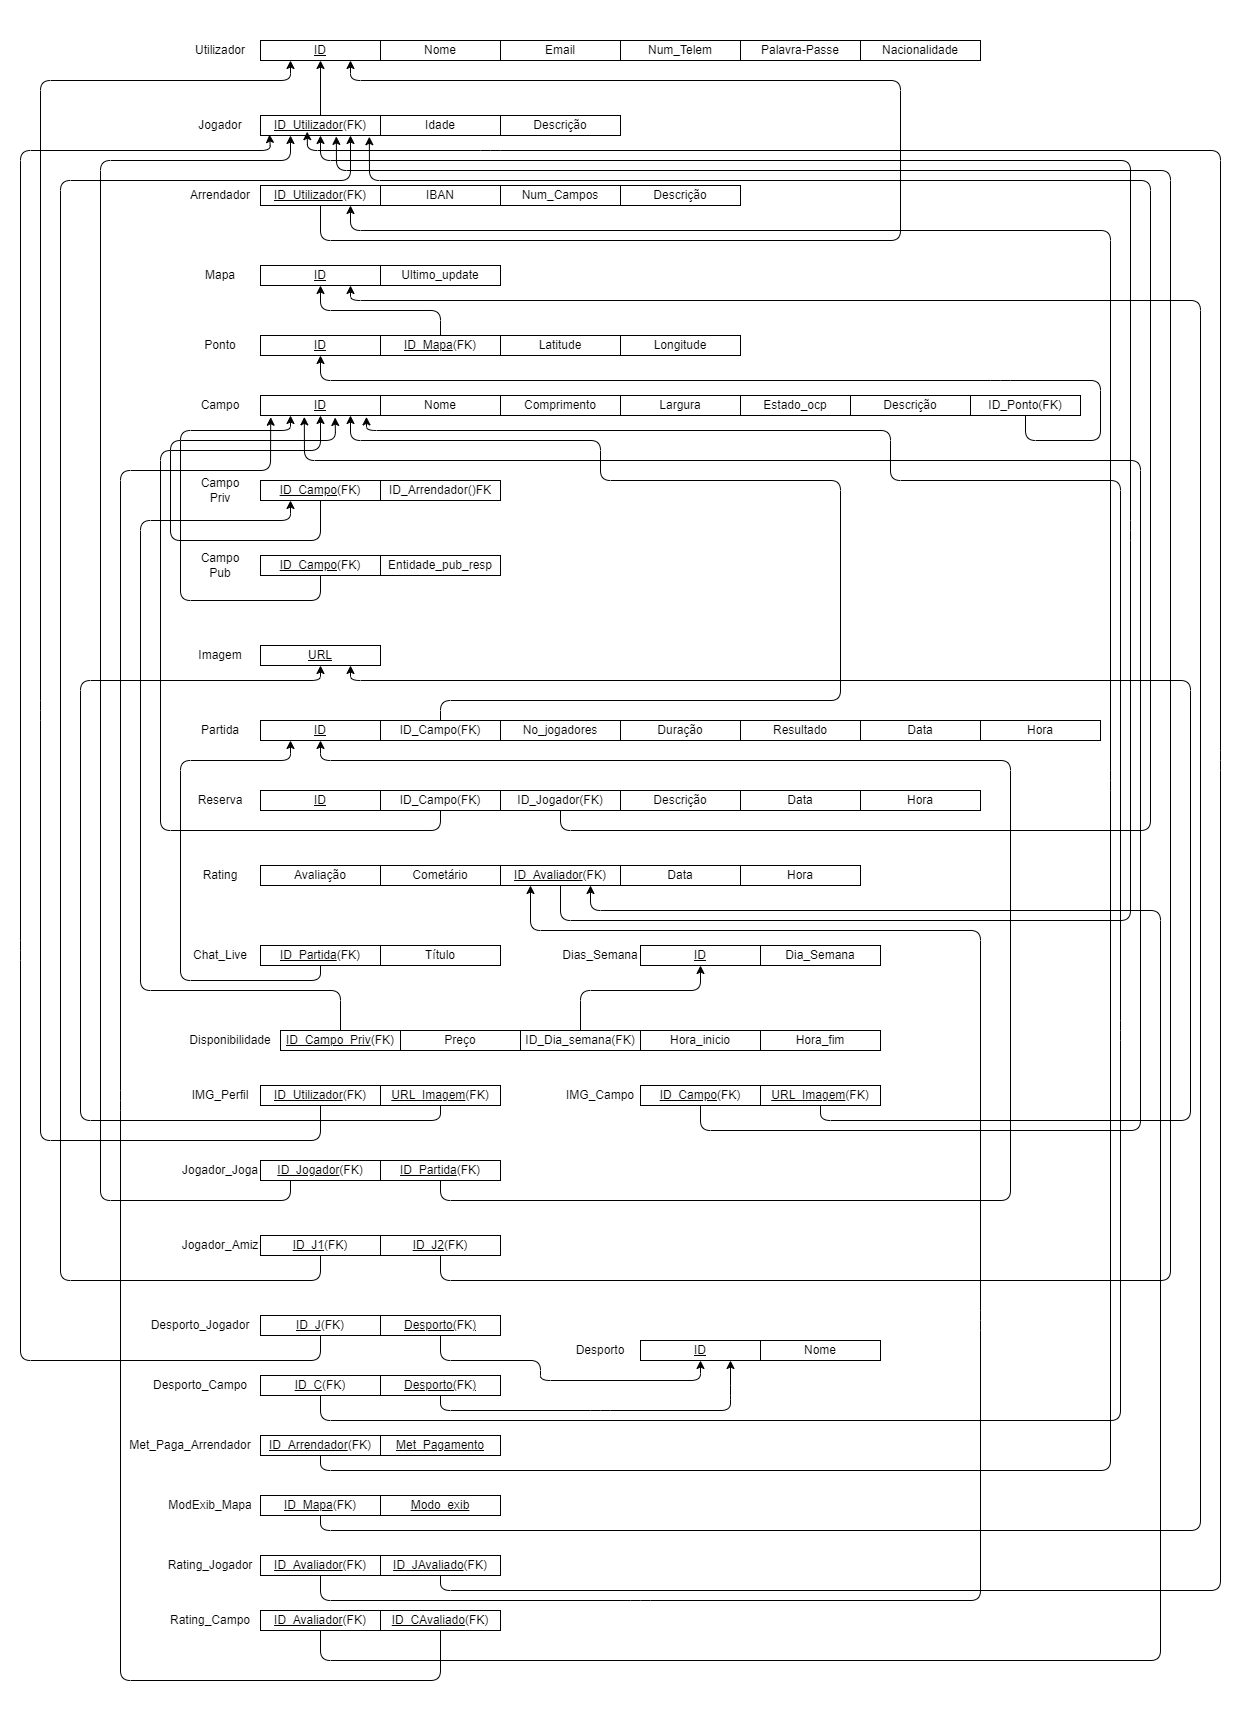 Utilizador ID Nome Email Num_Telem Palavra-Passe Nacionalidade
Jogador ID_Utilizador(FK) Idade Descrição
Arrendador ID_Utilizador(FK) IBAN Num_Campos Descrição
Mapa ID Ultimo_update
Ponto ID ID_Mapa(FK) Latitude Longitude
Campo ID Nome Comprimento Largura Estado_ocp Descrição ID_Ponto(FK)
Campo
Priv ID_Campo(FK) ID_Arrendador()FK
Campo
Pub ID_Campo(FK) Entidade_pub_resp
Imagem URL
Partida ID ID_Campo(FK) No_jogadores Duração Resultado Data Hora
Reserva ID ID_Campo(FK) ID_Jogador(FK) Descrição Data Hora
Rating Avaliação Cometário ID_Avaliador(FK) Data Hora
Chat_Live ID_Partida(FK) Título Dias_Semana ID Dia_Semana
Disponibilidade ID_Campo_Priv(FK) Preço ID_Dia_semana(FK) Hora_inicio Hora_fim
IMG_Perfil ID_Utilizador(FK) URL_Imagem(FK) IMG_Campo ID_Campo(FK) URL_Imagem(FK)
Jogador_Joga ID_Jogador(FK) ID_Partida(FK)
Jogador_Amiz ID_J1(FK) ID_J2(FK)
Desporto_Jogador ID_J(FK) Desporto(FK)
Desporto ID Nome
Desporto_Campo ID_C(FK) Desporto(FK)
Met_Paga_Arrendador ID_Arrendador(FK) Met_Pagamento
ModExib_Mapa ID_Mapa(FK) Modo_exib
Rating_Jogador ID_Avaliador(FK) ID_JAvaliado(FK)
Rating_Campo ID_Avaliador(FK) ID_CAvaliado(FK)